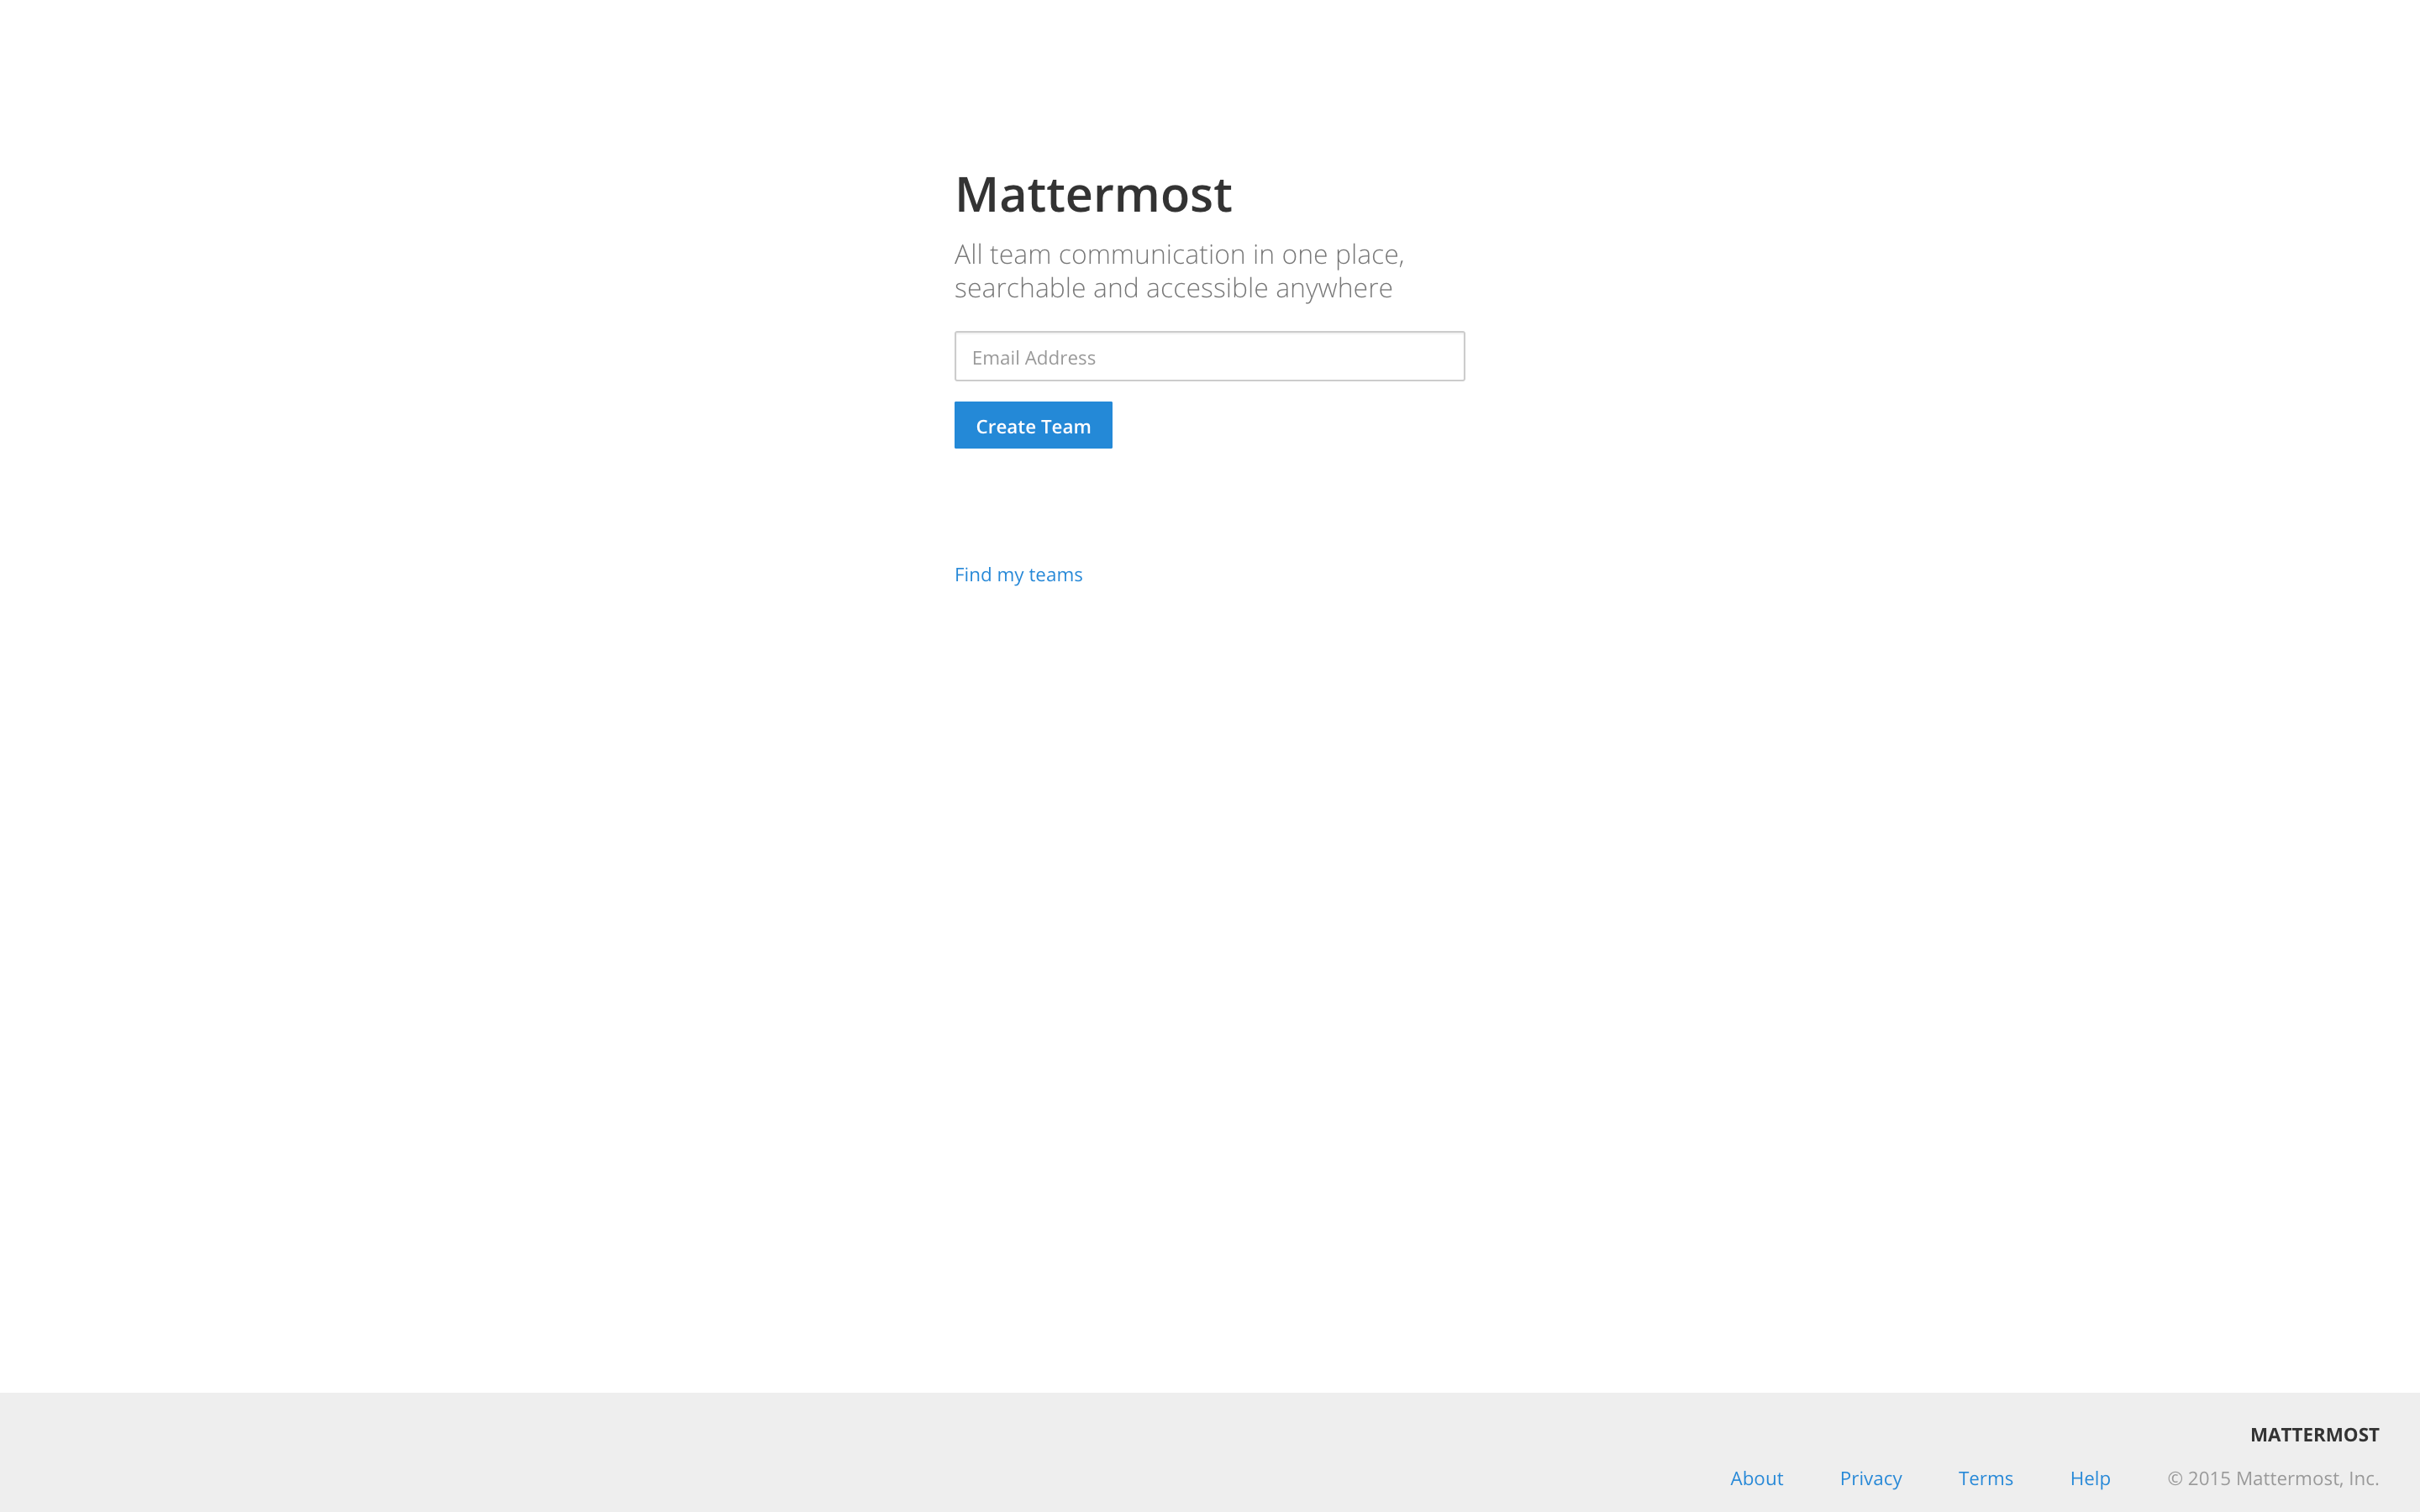 Mattermost
All team communication in one place,
searchable and accessible anywhere
Email Address
Create Team
Find my teams
MATTERMOST
About Privacy Terms Help © 2015 Mattermost, Inc.